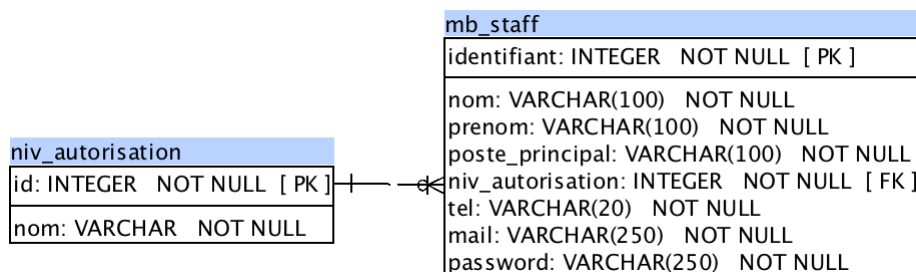 mb_staff
identifiant: INTEGER NOT NULL [ PK ]
nom: VARCHAR(100) NOT NULL
prenom: VARCHAR(100) NOT NULL
poste_principal: VARCHAR(100) NOT NULL
niv_autorisation: INTEGER NOT NULL [ FK ]
tel: VARCHAR(20) NOT NULL
mail: VARCHAR(250) NOT NULL
password: VARCHAR(250) NOT NULL
niv_autorisation
id: INTEGER NOT NULL [ PK ]
nom: VARCHAR NOT NULL